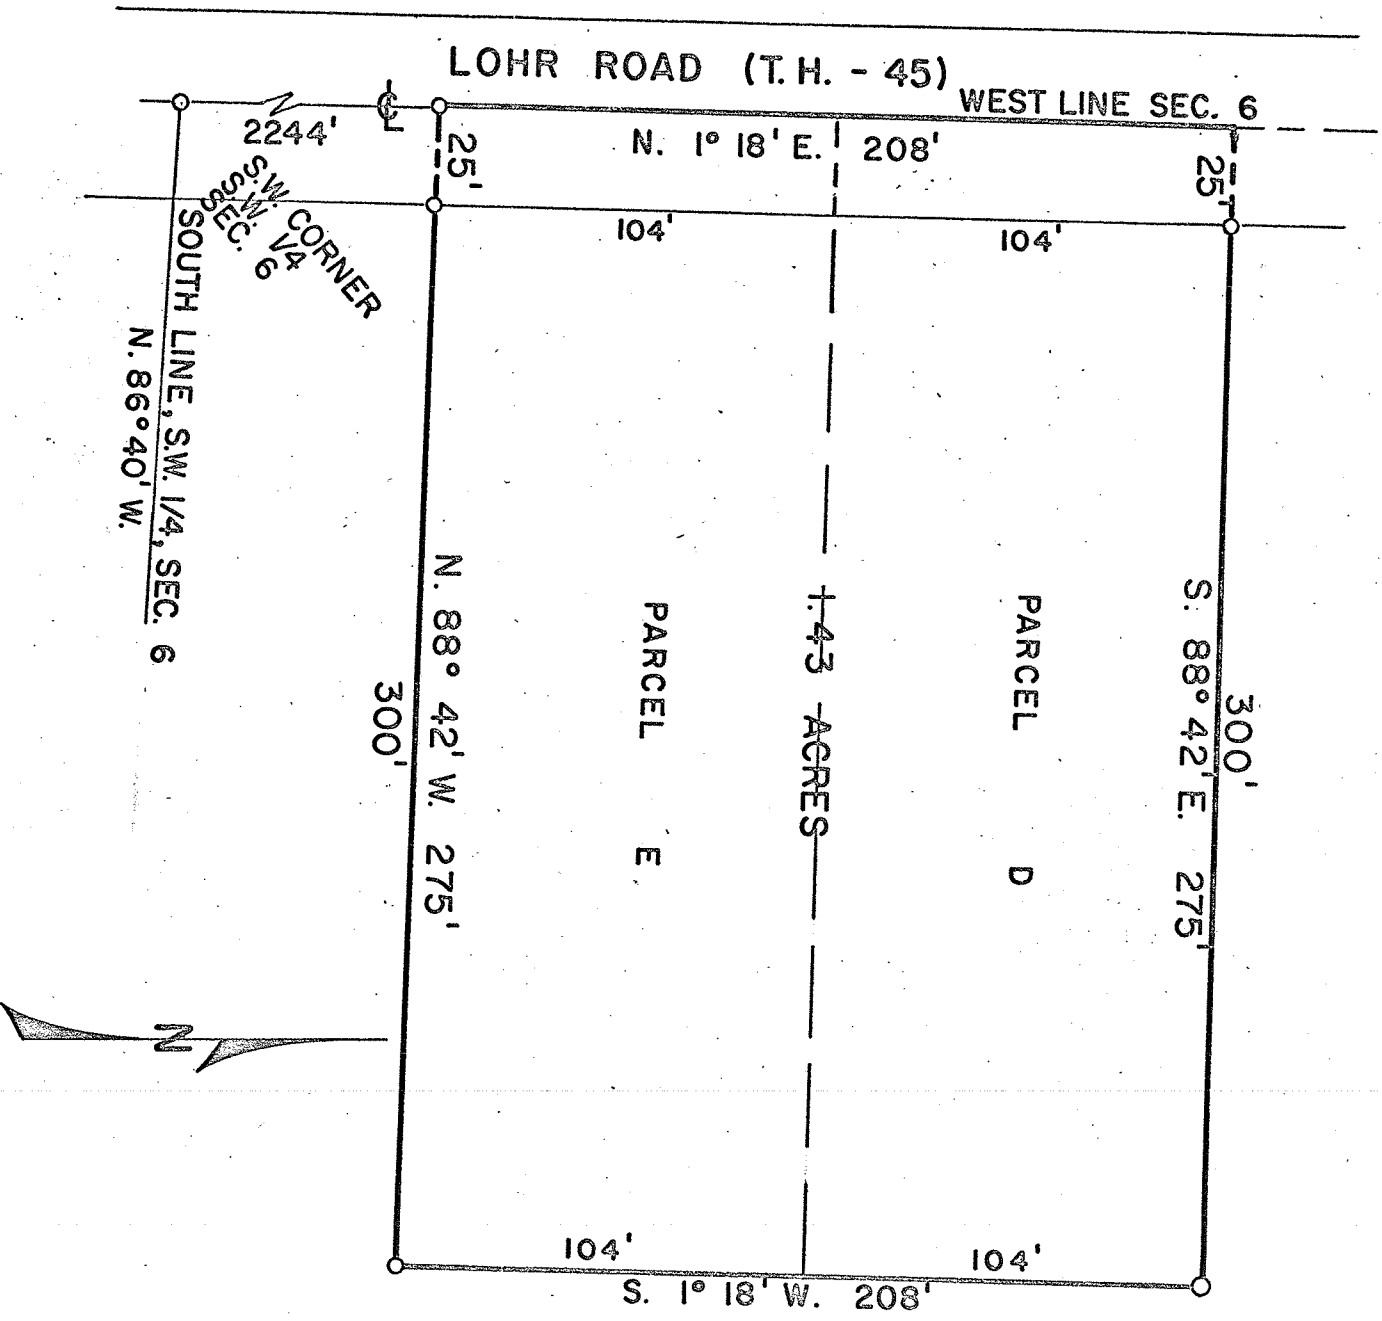 LOHR ROAD (T. H. - 45)
WEST LINE SEC. 6
2244'
℄
N. 1° 18' E. 208'
25'
25'
S.W. CORNER
S.W. 1/4
SEC. 6
104'
104'
SOUTH LINE, S.W. 1/4, SEC. 6
N. 86° 40' W.
N. 88° 42' W. 275'
300'
PARCEL E
1.43 ACRES
PARCEL D
S. 88° 42' E. 275'
300'
N
104'
104'
S. 1° 18' W. 208'